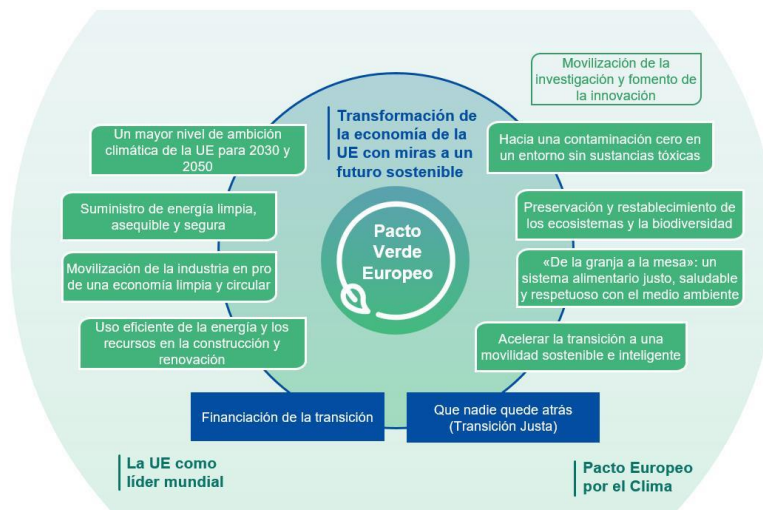 Movilización de la
investigación y fomento de
la innovación
Transformación de
la economía de la
UE con miras a un
futuro sostenible
Un mayor nivel de ambición
climática de la UE para 2030 y
2050
Hacia una contaminación cero en
un entorno sin sustancias tóxicas
Suministro de energía limpia,
asequible y segura
Preservación y restablecimiento de
los ecosistemas y la biodiversidad
Pacto
Verde
Europeo
Movilización de la industria en pro
de una economía limpia y circular
«De la granja a la mesa»: un
sistema alimentario justo, saludable
y respetuoso con el medio ambiente
Uso eficiente de la energía y los
recursos en la construcción y
renovación
Acelerar la transición a una
movilidad sostenible e inteligente
Financiación de la transición
Que nadie quede atrás
(Transición Justa)
La UE como
líder mundial
Pacto Europeo
por el Clima